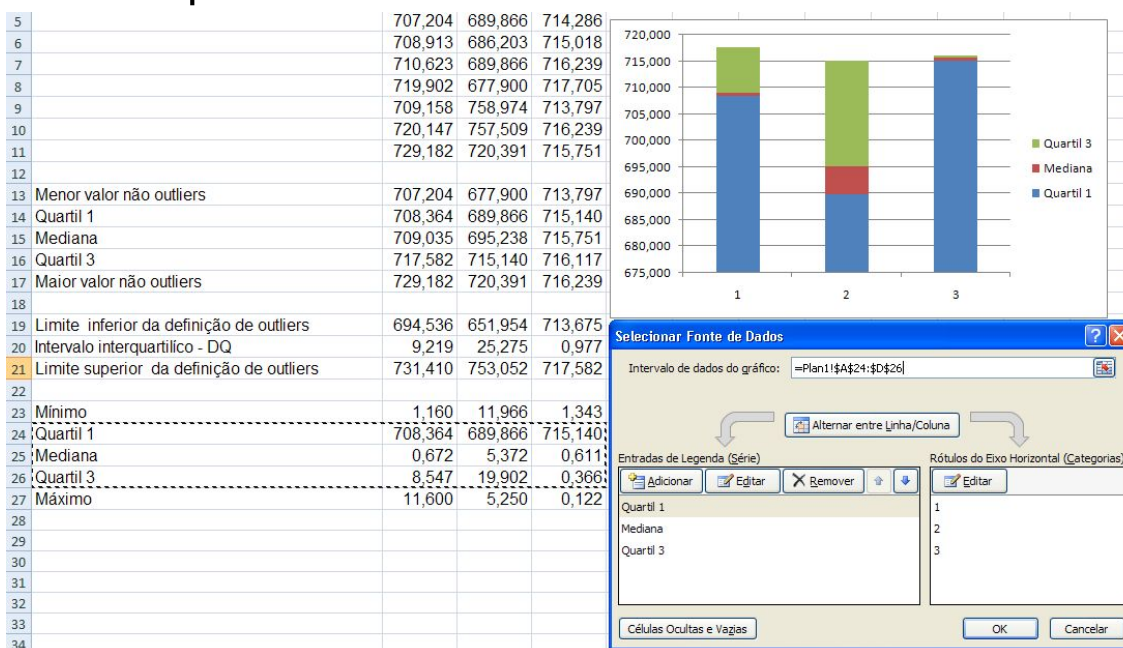 5 707,204 689,866 714,286
6 708,913 686,203 715,018
7 710,623 689,866 716,239
8 719,902 677,900 717,705
9 709,158 758,974 713,797
10 720,147 757,509 716,239
11 729,182 720,391 715,751
12
13 Menor valor não outliers 707,204 677,900 713,797
14 Quartil 1 708,364 689,866 715,140
15 Mediana 709,035 695,238 715,751
16 Quartil 3 717,582 715,140 716,117
17 Maior valor não outliers 729,182 720,391 716,239
18
19 Limite inferior da definição de outliers 694,536 651,954 713,675
20 Intervalo interquartilíco - DQ 9,219 25,275 0,977
21 Limite superior da definição de outliers 731,410 753,052 717,582
22
23 Mínimo 1,160 11,966 1,343
24 Quartil 1 708,364 689,866 715,140
25 Mediana 0,672 5,372 0,611
26 Quartil 3 8,547 19,902 0,366
27 Máximo 11,600 5,250 0,122
28
29
30
31
32
33
34
720,000
715,000
710,000
705,000
700,000
695,000
690,000
685,000
680,000
675,000
1 2 3
Quartil 3
Mediana
Quartil 1
Selecionar Fonte de Dados
Intervalo de dados do gráfico: =Plan1!$A$24:$D$26
Alternar entre Linha/Coluna
Entradas de Legenda (Série) Rótulos do Eixo Horizontal (Categorias)
Adicionar Editar Remover Editar
Quartil 1 1
Mediana 2
Quartil 3 3
Células Ocultas e Vazias OK Cancelar